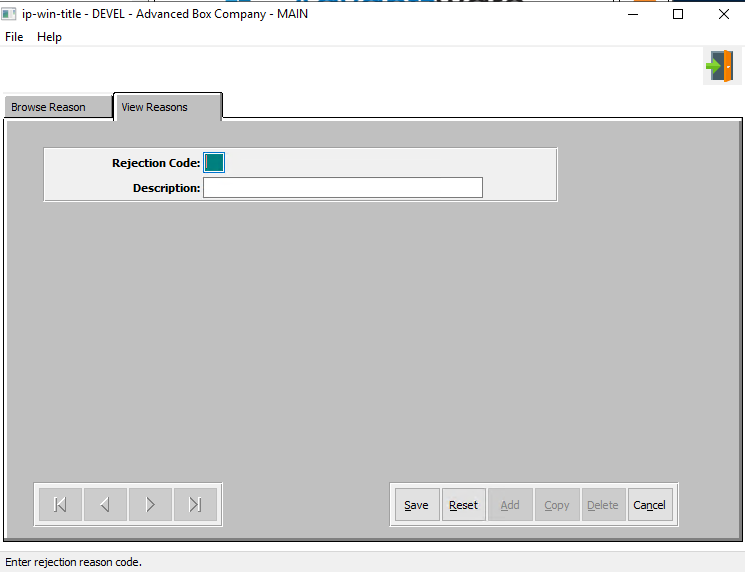 ip-win-title - DEVEL - Advanced Box Company - MAIN
File Help
Browse Reason View Reasons
Rejection Code:
Description:
Save Reset Add Copy Delete Cancel
Enter rejection reason code.